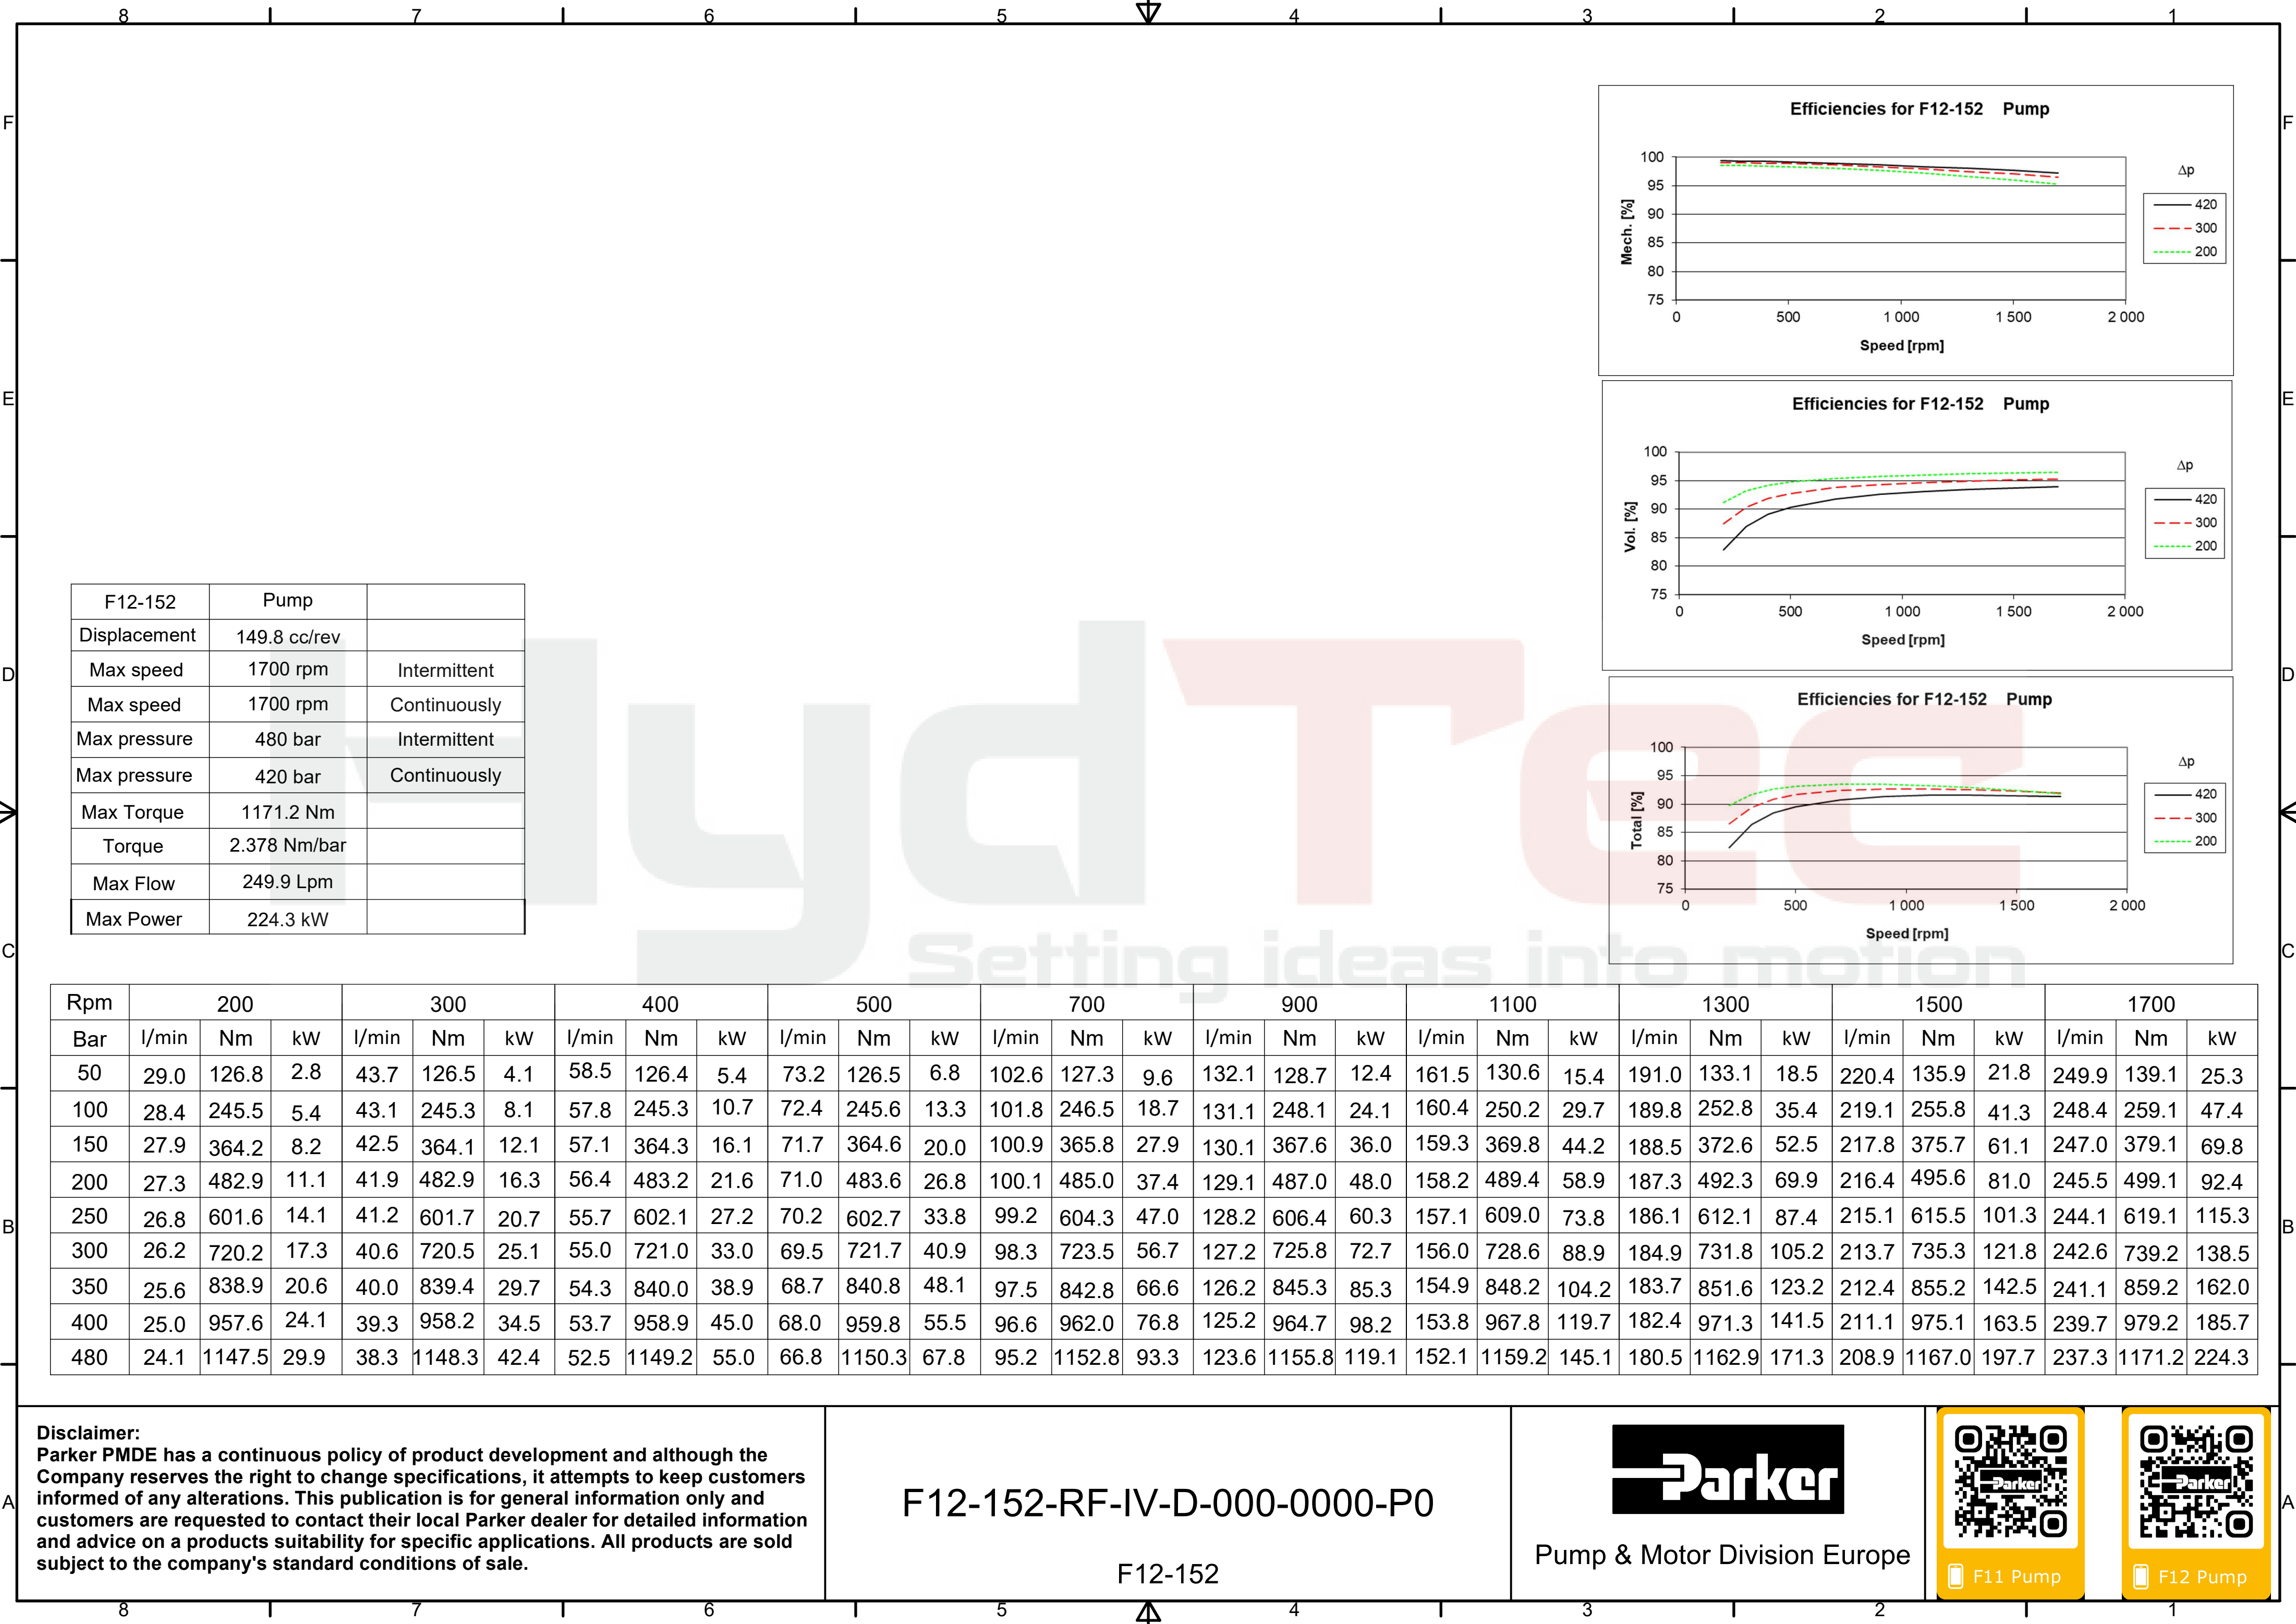 8 7 6 5 4 3 2 1
F F
Efficiencies for F12-152 Pump
100
95
90
85
80
75
Mech. [%]
0 500 1 000 1 500 2 000
Speed [rpm]
Δp
420
300
200
E E
Efficiencies for F12-152 Pump
100
95
90
85
80
75
Vol. [%]
0 500 1 000 1 500 2 000
Speed [rpm]
Δp
420
300
200
D D
Efficiencies for F12-152 Pump
100
95
90
85
80
75
Total [%]
0 500 1 000 1 500 2 000
Speed [rpm]
Δp
420
300
200
F12-152 Pump
Displacement 149.8 cc/rev
Max speed 1700 rpm Intermittent
Max speed 1700 rpm Continuously
Max pressure 480 bar Intermittent
Max pressure 420 bar Continuously
Max Torque 1171.2 Nm
Torque 2.378 Nm/bar
Max Flow 249.9 Lpm
Max Power 224.3 kW
HydTec
Setting ideas into motion
C C
Rpm 200 300 400 500 700 900 1100 1300 1500 1700
Bar l/min Nm kW l/min Nm kW l/min Nm kW l/min Nm kW l/min Nm kW l/min Nm kW l/min Nm kW l/min Nm kW l/min Nm kW l/min Nm kW
50 29.0 126.8 2.8 43.7 126.5 4.1 58.5 126.4 5.4 73.2 126.5 6.8 102.6 127.3 9.6 132.1 128.7 12.4 161.5 130.6 15.4 191.0 133.1 18.5 220.4 135.9 21.8 249.9 139.1 25.3
100 28.4 245.5 5.4 43.1 245.3 8.1 57.8 245.3 10.7 72.4 245.6 13.3 101.8 246.5 18.7 131.1 248.1 24.1 160.4 250.2 29.7 189.8 252.8 35.4 219.1 255.8 41.3 248.4 259.1 47.4
150 27.9 364.2 8.2 42.5 364.1 12.1 57.1 364.3 16.1 71.7 364.6 20.0 100.9 365.8 27.9 130.1 367.6 36.0 159.3 369.8 44.2 188.5 372.6 52.5 217.8 375.7 61.1 247.0 379.1 69.8
200 27.3 482.9 11.1 41.9 482.9 16.3 56.4 483.2 21.6 71.0 483.6 26.8 100.1 485.0 37.4 129.1 487.0 48.0 158.2 489.4 58.9 187.3 492.3 69.9 216.4 495.6 81.0 245.5 499.1 92.4
250 26.8 601.6 14.1 41.2 601.7 20.7 55.7 602.1 27.2 70.2 602.7 33.8 99.2 604.3 47.0 128.2 606.4 60.3 157.1 609.0 73.8 186.1 612.1 87.4 215.1 615.5 101.3 244.1 619.1 115.3
300 26.2 720.2 17.3 40.6 720.5 25.1 55.0 721.0 33.0 69.5 721.7 40.9 98.3 723.5 56.7 127.2 725.8 72.7 156.0 728.6 88.9 184.9 731.8 105.2 213.7 735.3 121.8 242.6 739.2 138.5
350 25.6 838.9 20.6 40.0 839.4 29.7 54.3 840.0 38.9 68.7 840.8 48.1 97.5 842.8 66.6 126.2 845.3 85.3 154.9 848.2 104.2 183.7 851.6 123.2 212.4 855.2 142.5 241.1 859.2 162.0
400 25.0 957.6 24.1 39.3 958.2 34.5 53.7 958.9 45.0 68.0 959.8 55.5 96.6 962.0 76.8 125.2 964.7 98.2 153.8 967.8 119.7 182.4 971.3 141.5 211.1 975.1 163.5 239.7 979.2 185.7
480 24.1 1147.5 29.9 38.3 1148.3 42.4 52.5 1149.2 55.0 66.8 1150.3 67.8 95.2 1152.8 93.3 123.6 1155.8 119.1 152.1 1159.2 145.1 180.5 1162.9 171.3 208.9 1167.0 197.7 237.3 1171.2 224.3
B B
Disclaimer:
Parker PMDE has a continuous policy of product development and although the
Company reserves the right to change specifications, it attempts to keep customers
informed of any alterations. This publication is for general information only and
customers are requested to contact their local Parker dealer for detailed information
and advice on a products suitability for specific applications. All products are sold
subject to the company's standard conditions of sale.
F12-152-RF-IV-D-000-0000-P0
F12-152
Parker
Pump & Motor Division Europe
Parker
F11 Pump
Parker
F12 Pump
A A
8 7 6 5 4 3 2 1